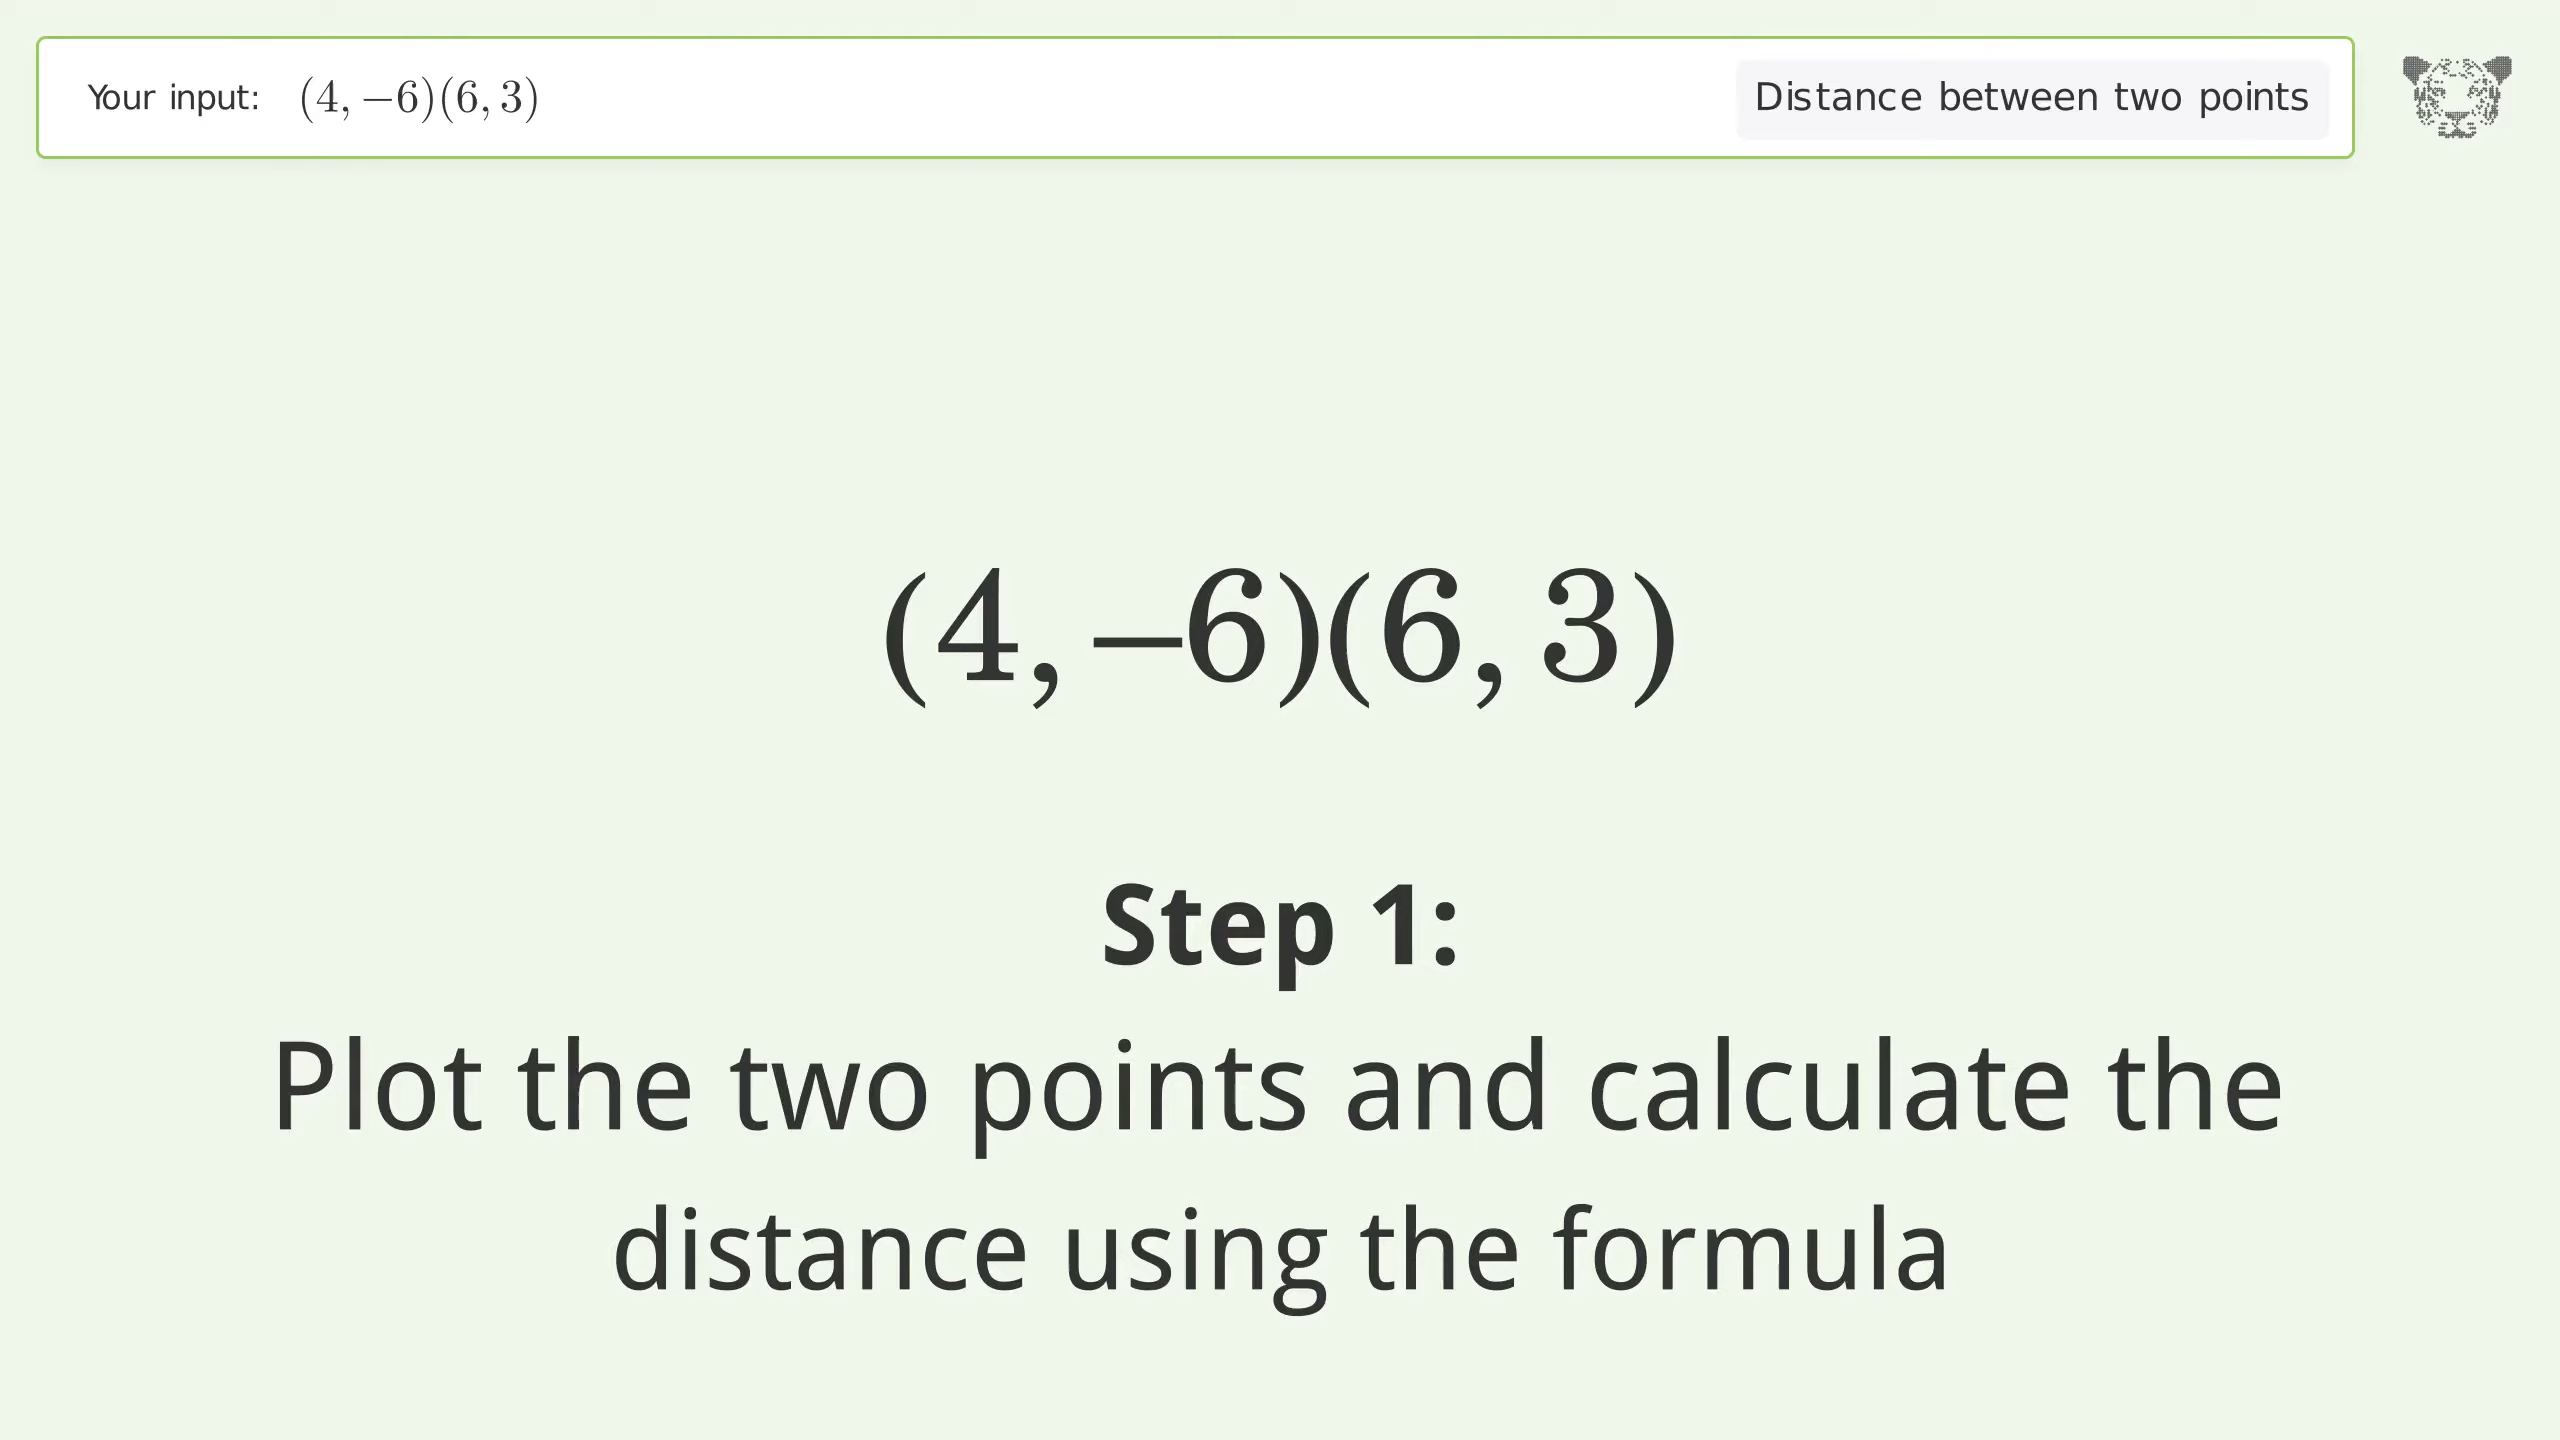 Your input: (4, −6)(6, 3) Distance between two points
(4, −6)(6, 3)
Step 1:
Plot the two points and calculate the
distance using the formula